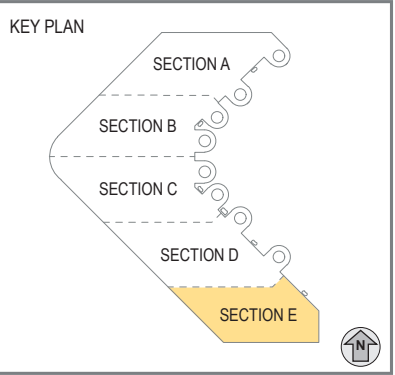 KEY PLAN
SECTION A
SECTION B
SECTION C
SECTION D
SECTION E
N